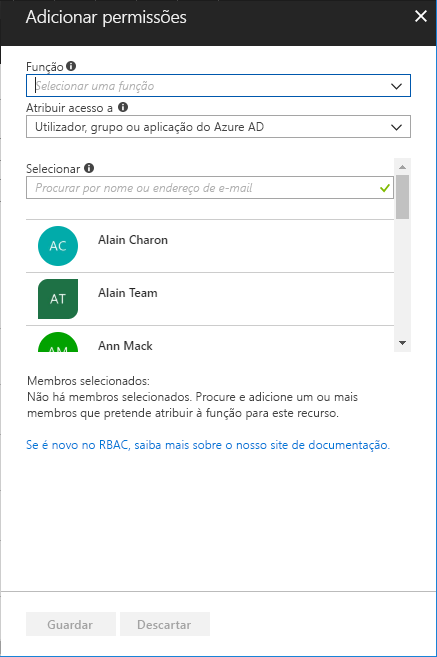 Adicionar permissões
Função
Selecionar uma função
Atribuir acesso a
Utilizador, grupo ou aplicação do Azure AD
Selecionar
Procurar por nome ou endereço de e-mail
AC
Alain Charon
AT
Alain Team
AM
Ann Mack
Membros selecionados:
Não há membros selecionados. Procure e adicione um ou mais
membros que pretende atribuir à função para este recurso.
Se é novo no RBAC, saiba mais sobre o nosso site de documentação.
Guardar Descartar